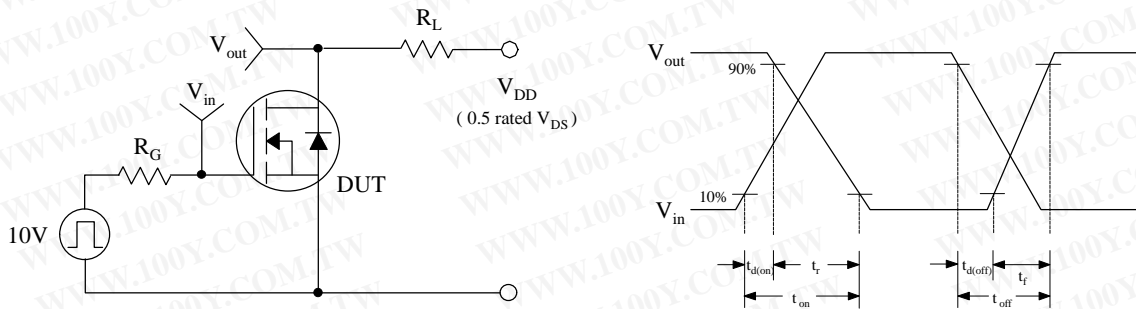 R_L
V_out
V_in
V_DD
( 0.5 rated V_DS )
R_G
DUT
10V
V_out
90%
V_in
10%
t_d(on)
t_r
t_on
t_d(off)
t_f
t_off
WWW.100Y.COM.TW